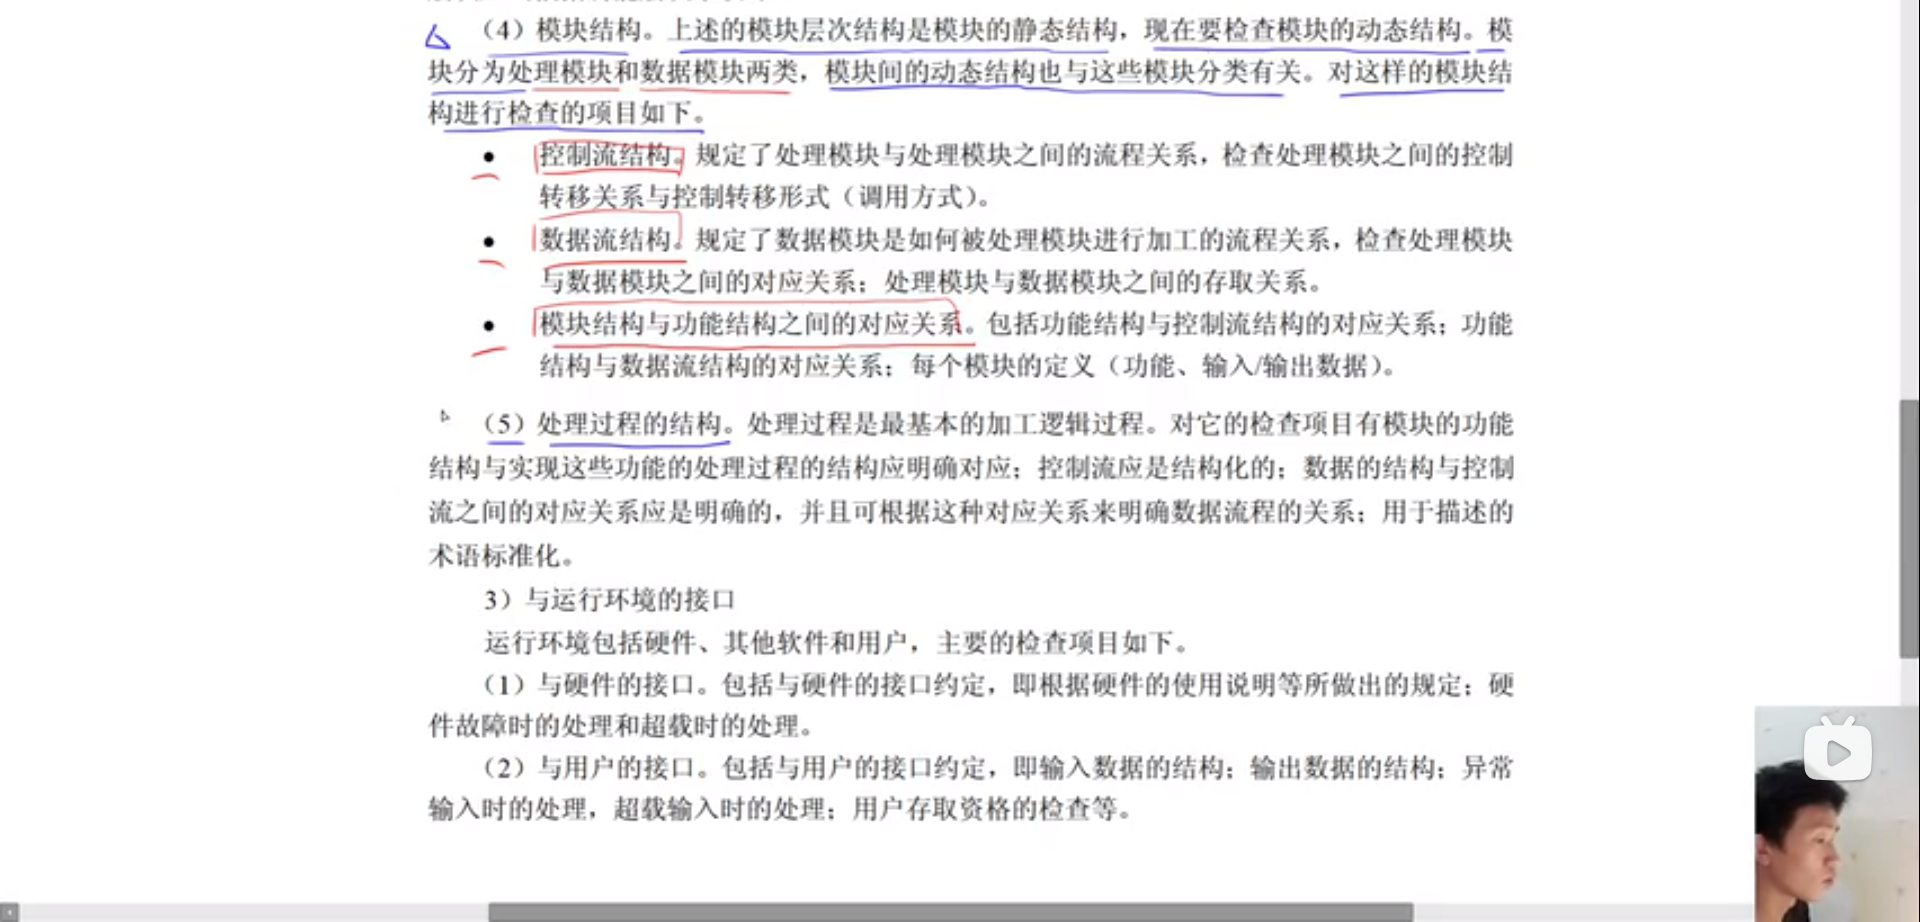 （4）模块结构。上述的模块层次结构是模块的静态结构，现在要检查模块的动态结构。模
块分为处理模块和数据模块两类，模块间的动态结构也与这些模块分类有关。对这样的模块结
构进行检查的项目如下。
● 控制流结构。规定了处理模块与处理模块之间的流程关系，检查处理模块之间的控制
转移关系与控制转移形式（调用方式）。
● 数据流结构。规定了数据模块是如何被处理模块进行加工的流程关系，检查处理模块
与数据模块之间的对应关系；处理模块与数据模块之间的存取关系。
● 模块结构与功能结构之间的对应关系。包括功能结构与控制流结构的对应关系；功能
结构与数据流结构的对应关系；每个模块的定义（功能、输入/输出数据）。
（5）处理过程的结构。处理过程是最基本的加工逻辑过程。对它的检查项目有模块的功能
结构与实现这些功能的处理过程的结构应明确对应；控制流应是结构化的；数据的结构与控制
流之间的对应关系应是明确的，并且可根据这种对应关系来明确数据流程的关系；用于描述的
术语标准化。
3）与运行环境的接口
运行环境包括硬件、其他软件和用户，主要的检查项目如下。
（1）与硬件的接口。包括与硬件的接口约定，即根据硬件的使用说明等所做出的规定；硬
件故障时的处理和超载时的处理。
（2）与用户的接口。包括与用户的接口约定，即输入数据的结构；输出数据的结构；异常
输入时的处理，超载输入时的处理；用户存取资格的检查等。